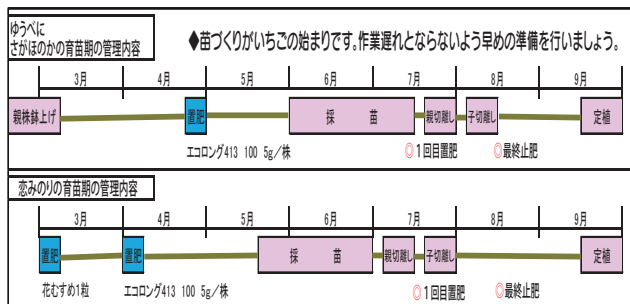 ゆうべに
さがほのかの育苗期の管理内容
◆苗づくりがいちごの始まりです。作業遅れとならないよう早めの準備を行いましょう。
3月 4月 5月 6月 7月 8月 9月
親株鉢上げ 置肥 採 苗 親切離し 子切離し 定植
エコロング413 100 5g/株 ◎1回目置肥 ◎最終止肥
恋みのりの育苗期の管理内容
3月 4月 5月 6月 7月 8月 9月
置肥 置肥 採 苗 親切離し 子切離し 定植
花むすめ1粒 エコロング413 100 5g/株 ◎1回目置肥 ◎最終止肥